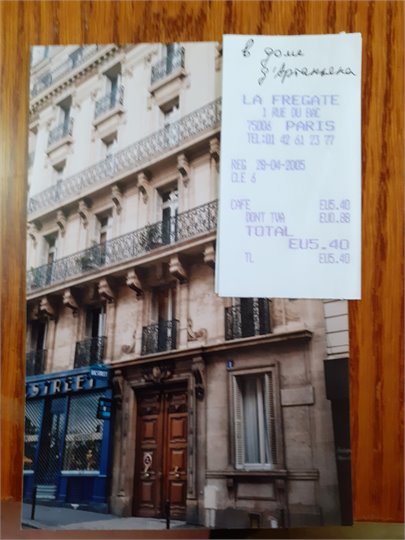 в доме
д'Артаньяна
LA FREGATE
1 RUE DU BAC
75006 PARIS
TEL:01 42 61 23 77
REG 28-04-2005
CLE 6
CAFE EU5.40
DONT TVA EU0.88
TOTAL
EU5.40
TL EU5.40
STREET